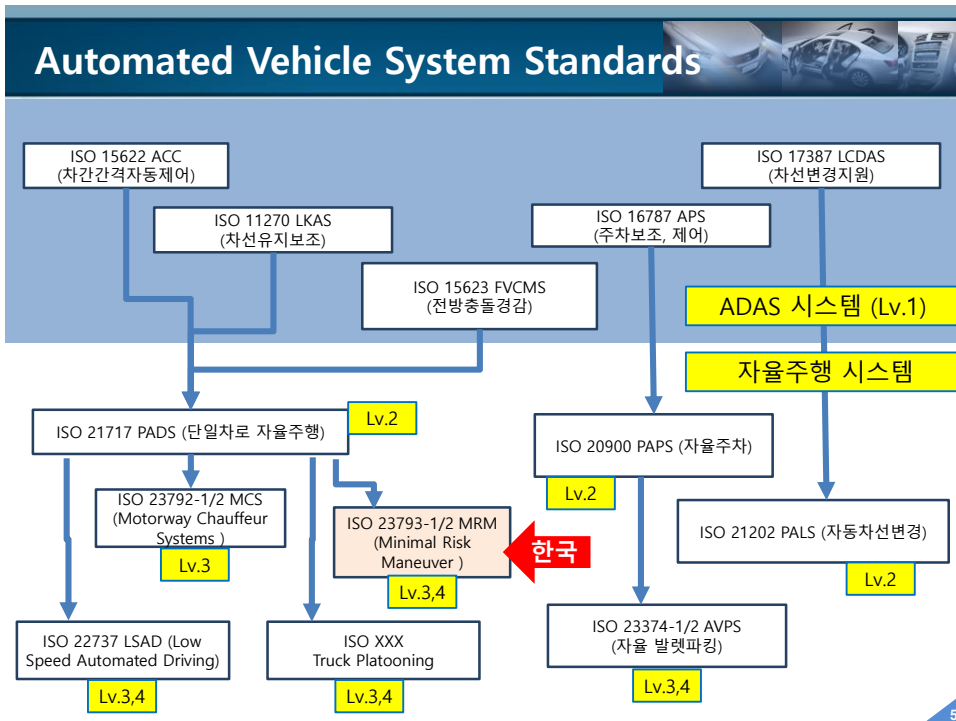 Automated Vehicle System Standards
ISO 15622 ACC
(차간간격자동제어)
ISO 17387 LCDAS
(차선변경지원)
ISO 11270 LKAS
(차선유지보조)
ISO 16787 APS
(주차보조, 제어)
ISO 15623 FVCMS
(전방충돌경감)
ADAS 시스템 (Lv.1)
자율주행 시스템
ISO 21717 PADS (단일차로 자율주행)
Lv.2
ISO 20900 PAPS (자율주차)
Lv.2
ISO 23792-1/2 MCS
(Motorway Chauffeur
Systems )
Lv.3
ISO 23793-1/2 MRM
(Minimal Risk
Maneuver )
Lv.3,4
한국
ISO 21202 PALS (자동차선변경)
Lv.2
ISO 22737 LSAD (Low
Speed Automated Driving)
Lv.3,4
ISO XXX
Truck Platooning
Lv.3,4
ISO 23374-1/2 AVPS
(자율 발렛파킹)
Lv.3,4
5